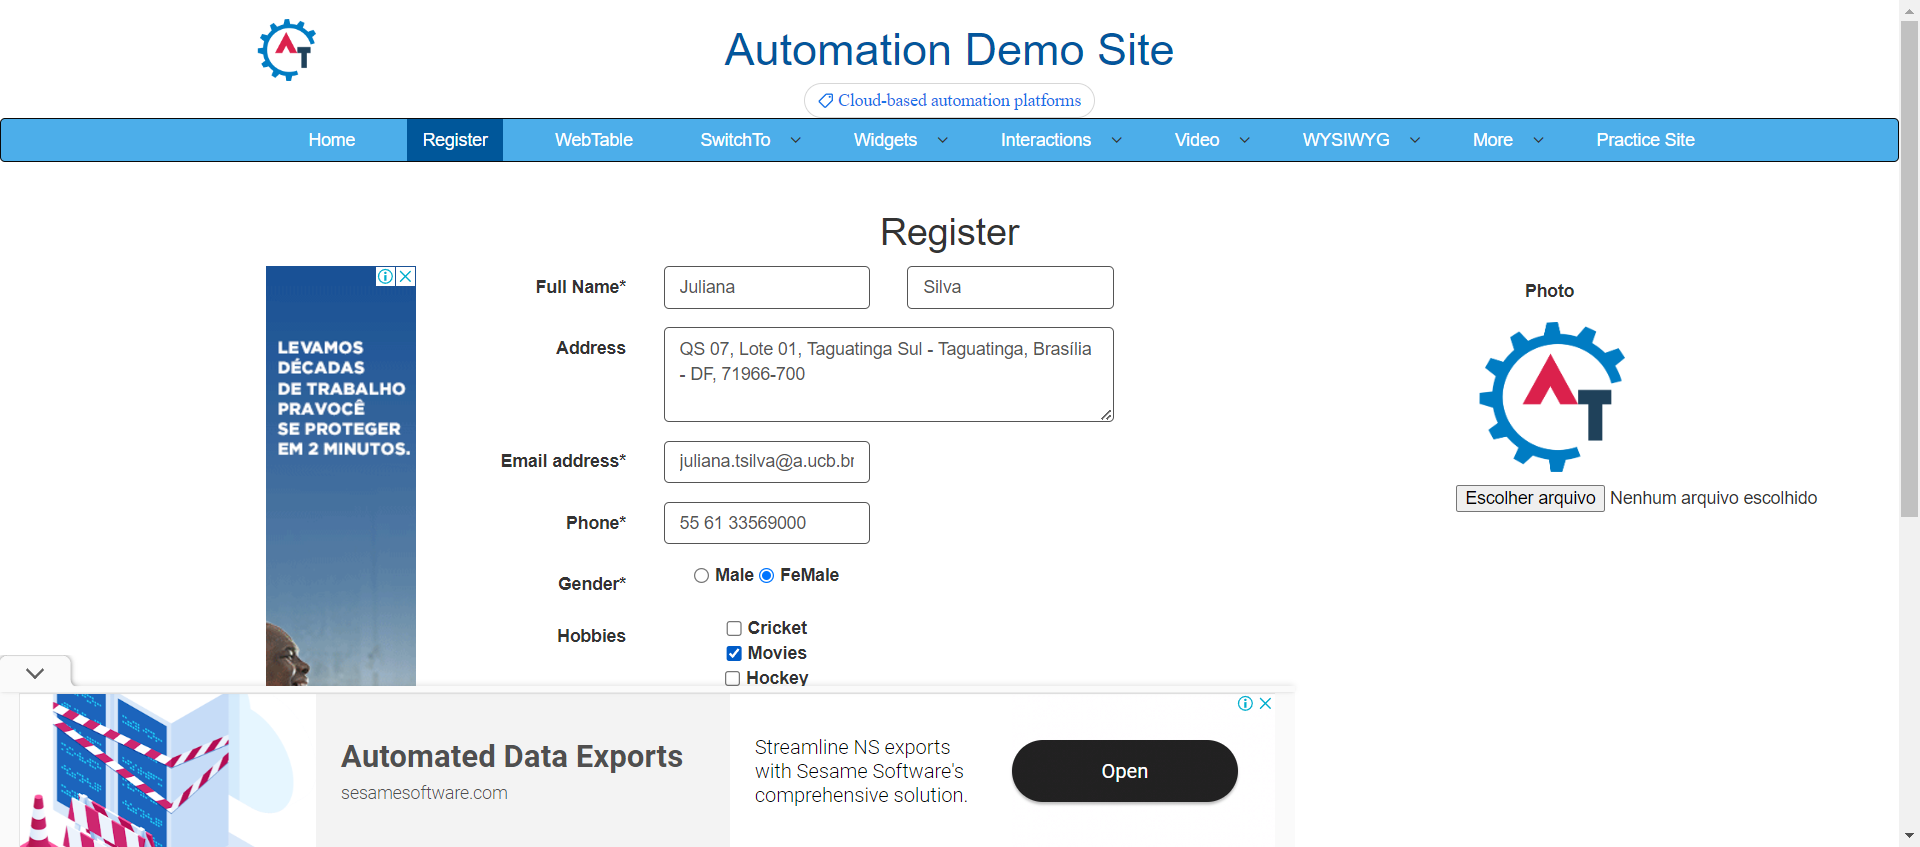 Automation Demo Site
Cloud-based automation platforms
Home Register WebTable SwitchTo Widgets Interactions Video WYSIWYG More Practice Site
Register
LEVAMOS
DÉCADAS
DE TRABALHO
PRAVOCÊ
SE PROTEGER
EM 2 MINUTOS.
Full Name* Juliana Silva
Address QS 07, Lote 01, Taguatinga Sul - Taguatinga, Brasília
- DF, 71966-700
Email address* juliana.tsilva@a.ucb.br
Phone* 55 61 33569000
Gender* Male FeMale
Hobbies Cricket
Movies
Hockey
Photo
AT
Escolher arquivo Nenhum arquivo escolhido
Automated Data Exports
sesamesoftware.com
Streamline NS exports
with Sesame Software's
comprehensive solution.
Open